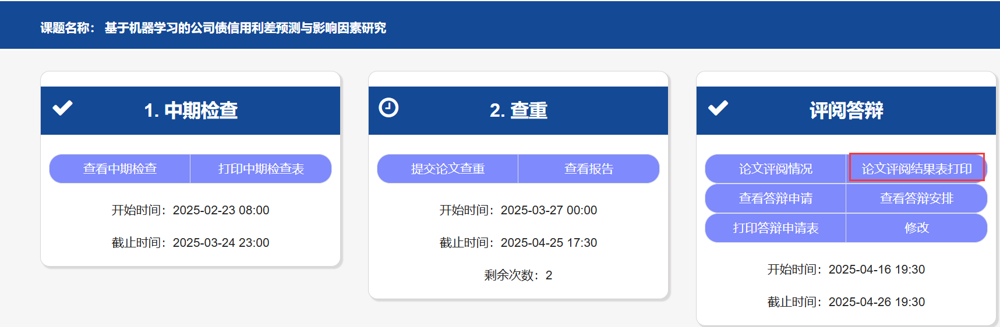 课题名称： 基于机器学习的公司债信用利差预测与影响因素研究
1. 中期检查
查看中期检查 打印中期检查表
开始时间：2025-02-23 08:00
截止时间：2025-03-24 23:00
2. 查重
提交论文查重 查看报告
开始时间：2025-03-27 00:00
截止时间：2025-04-25 17:30
剩余次数：2
评阅答辩
论文评阅情况 论文评阅结果表打印
查看答辩申请 查看答辩安排
打印答辩申请表 修改
开始时间：2025-04-16 19:30
截止时间：2025-04-26 19:30